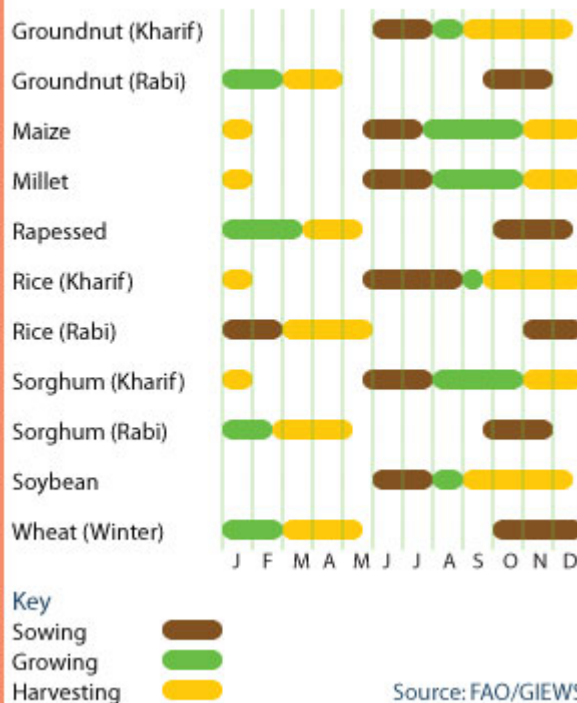 Groundnut (Kharif)
Groundnut (Rabi)
Maize
Millet
Rapessed
Rice (Kharif)
Rice (Rabi)
Sorghum (Kharif)
Sorghum (Rabi)
Soybean
Wheat (Winter)
J F M A M J J A S O N D
Key
Sowing
Growing
Harvesting
Source: FAO/GIEWS